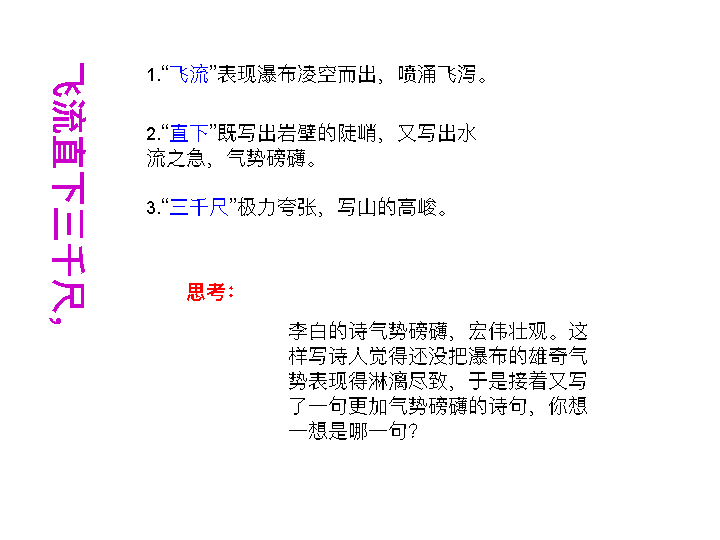 飞流直下三千尺,
1.“飞流”表现瀑布凌空而出，喷涌飞泻。
2.“直下”既写出岩壁的陡峭，又写出水
流之急，气势磅礴。
3.“三千尺”极力夸张，写山的高峻。
思考：
李白的诗气势磅礴，宏伟壮观。这
样写诗人觉得还没把瀑布的雄奇气
势表现得淋漓尽致，于是接着又写
了一句更加气势磅礴的诗句，你想
一想是哪一句？